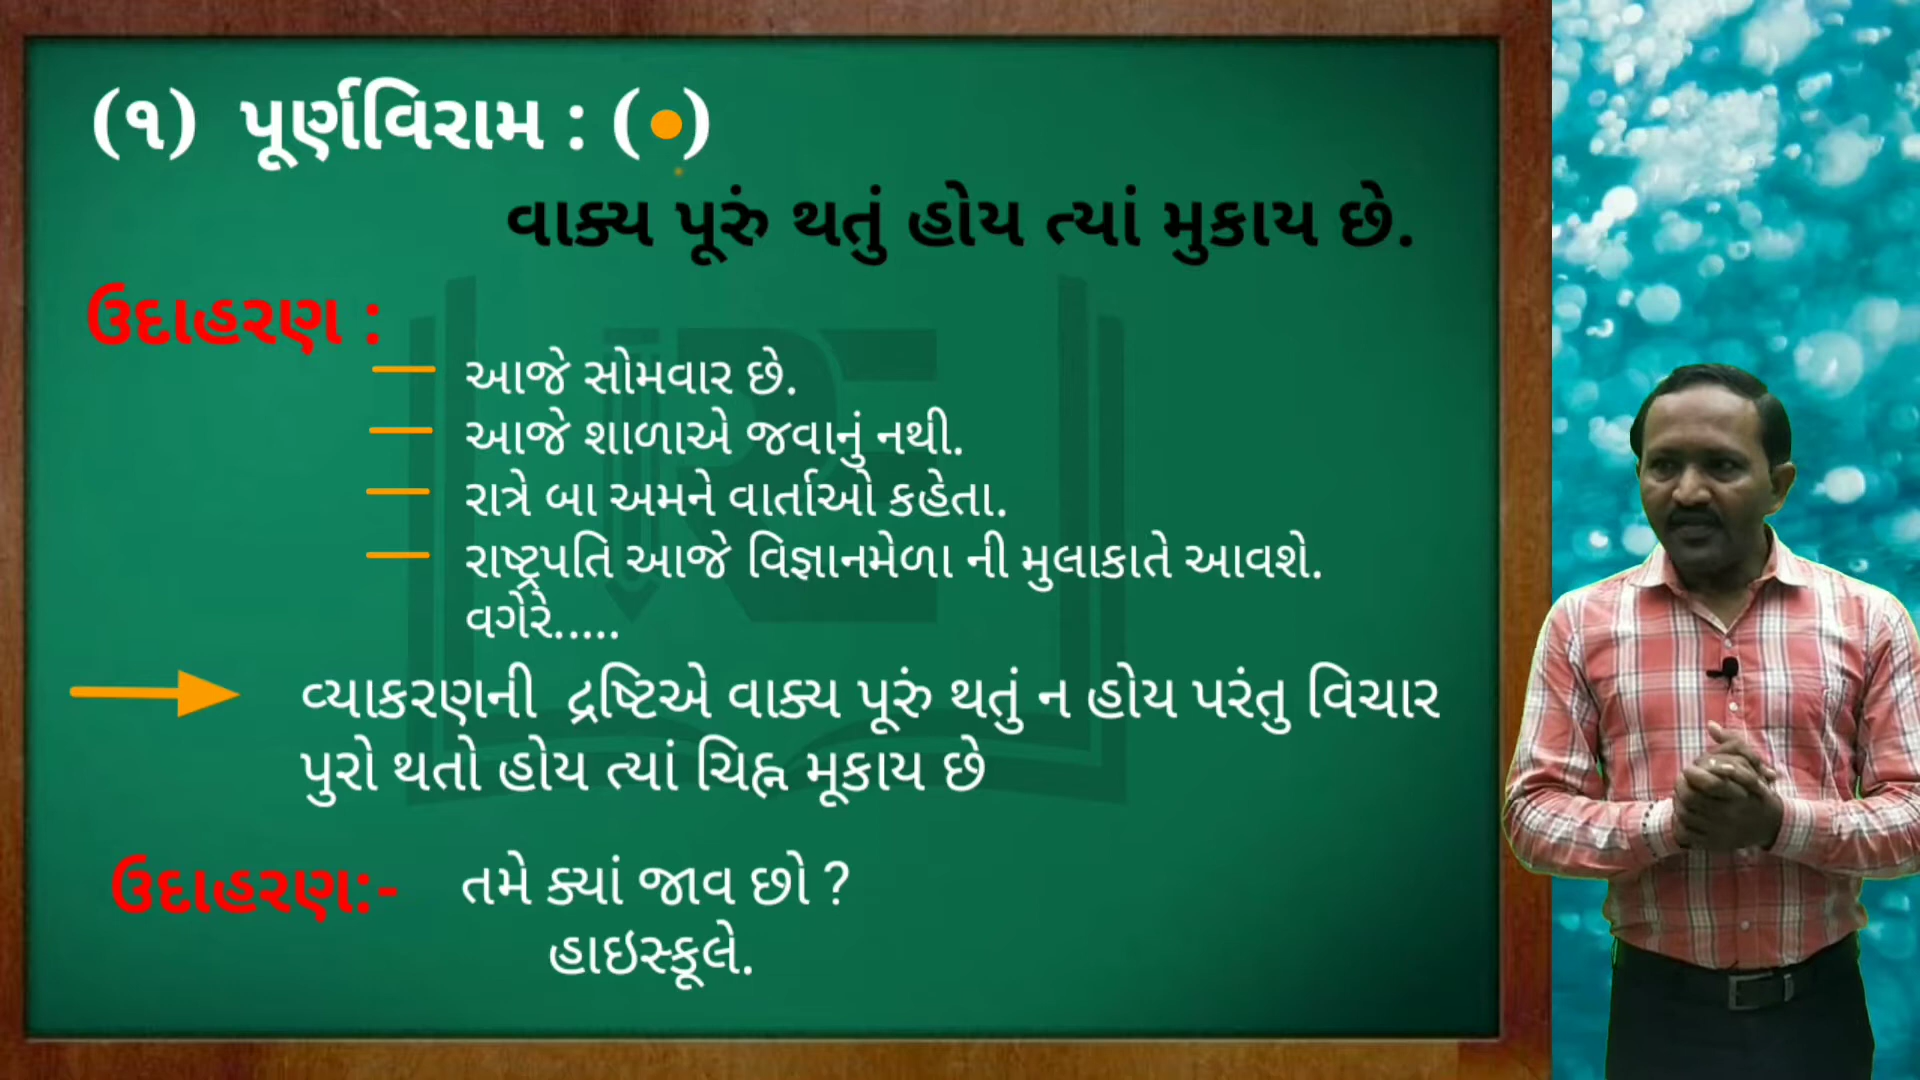 (૧) પૂર્ણવિરામ : (•)
વાક્ય પૂરું થતું હોય ત્યાં મુકાય છે.
ઉદાહરણ :
— આજે સોમવાર છે.
— આજે શાળાએ જવાનું નથી.
— રાત્રે બા અમને વાર્તાઓ કહેતા.
— રાષ્ટ્રપતિ આજે વિજ્ઞાનમેળા ની મુલાકાતે આવશે.
વગેરે.....
વ્યાકરણની દ્રષ્ટિએ વાક્ય પૂરું થતું ન હોય પરંતુ વિચાર
પુરો થતો હોય ત્યાં ચિહ્ન મૂકાય છે
ઉદાહરણ:- તમે ક્યાં જાવ છો ?
હાઇસ્કૂલે.